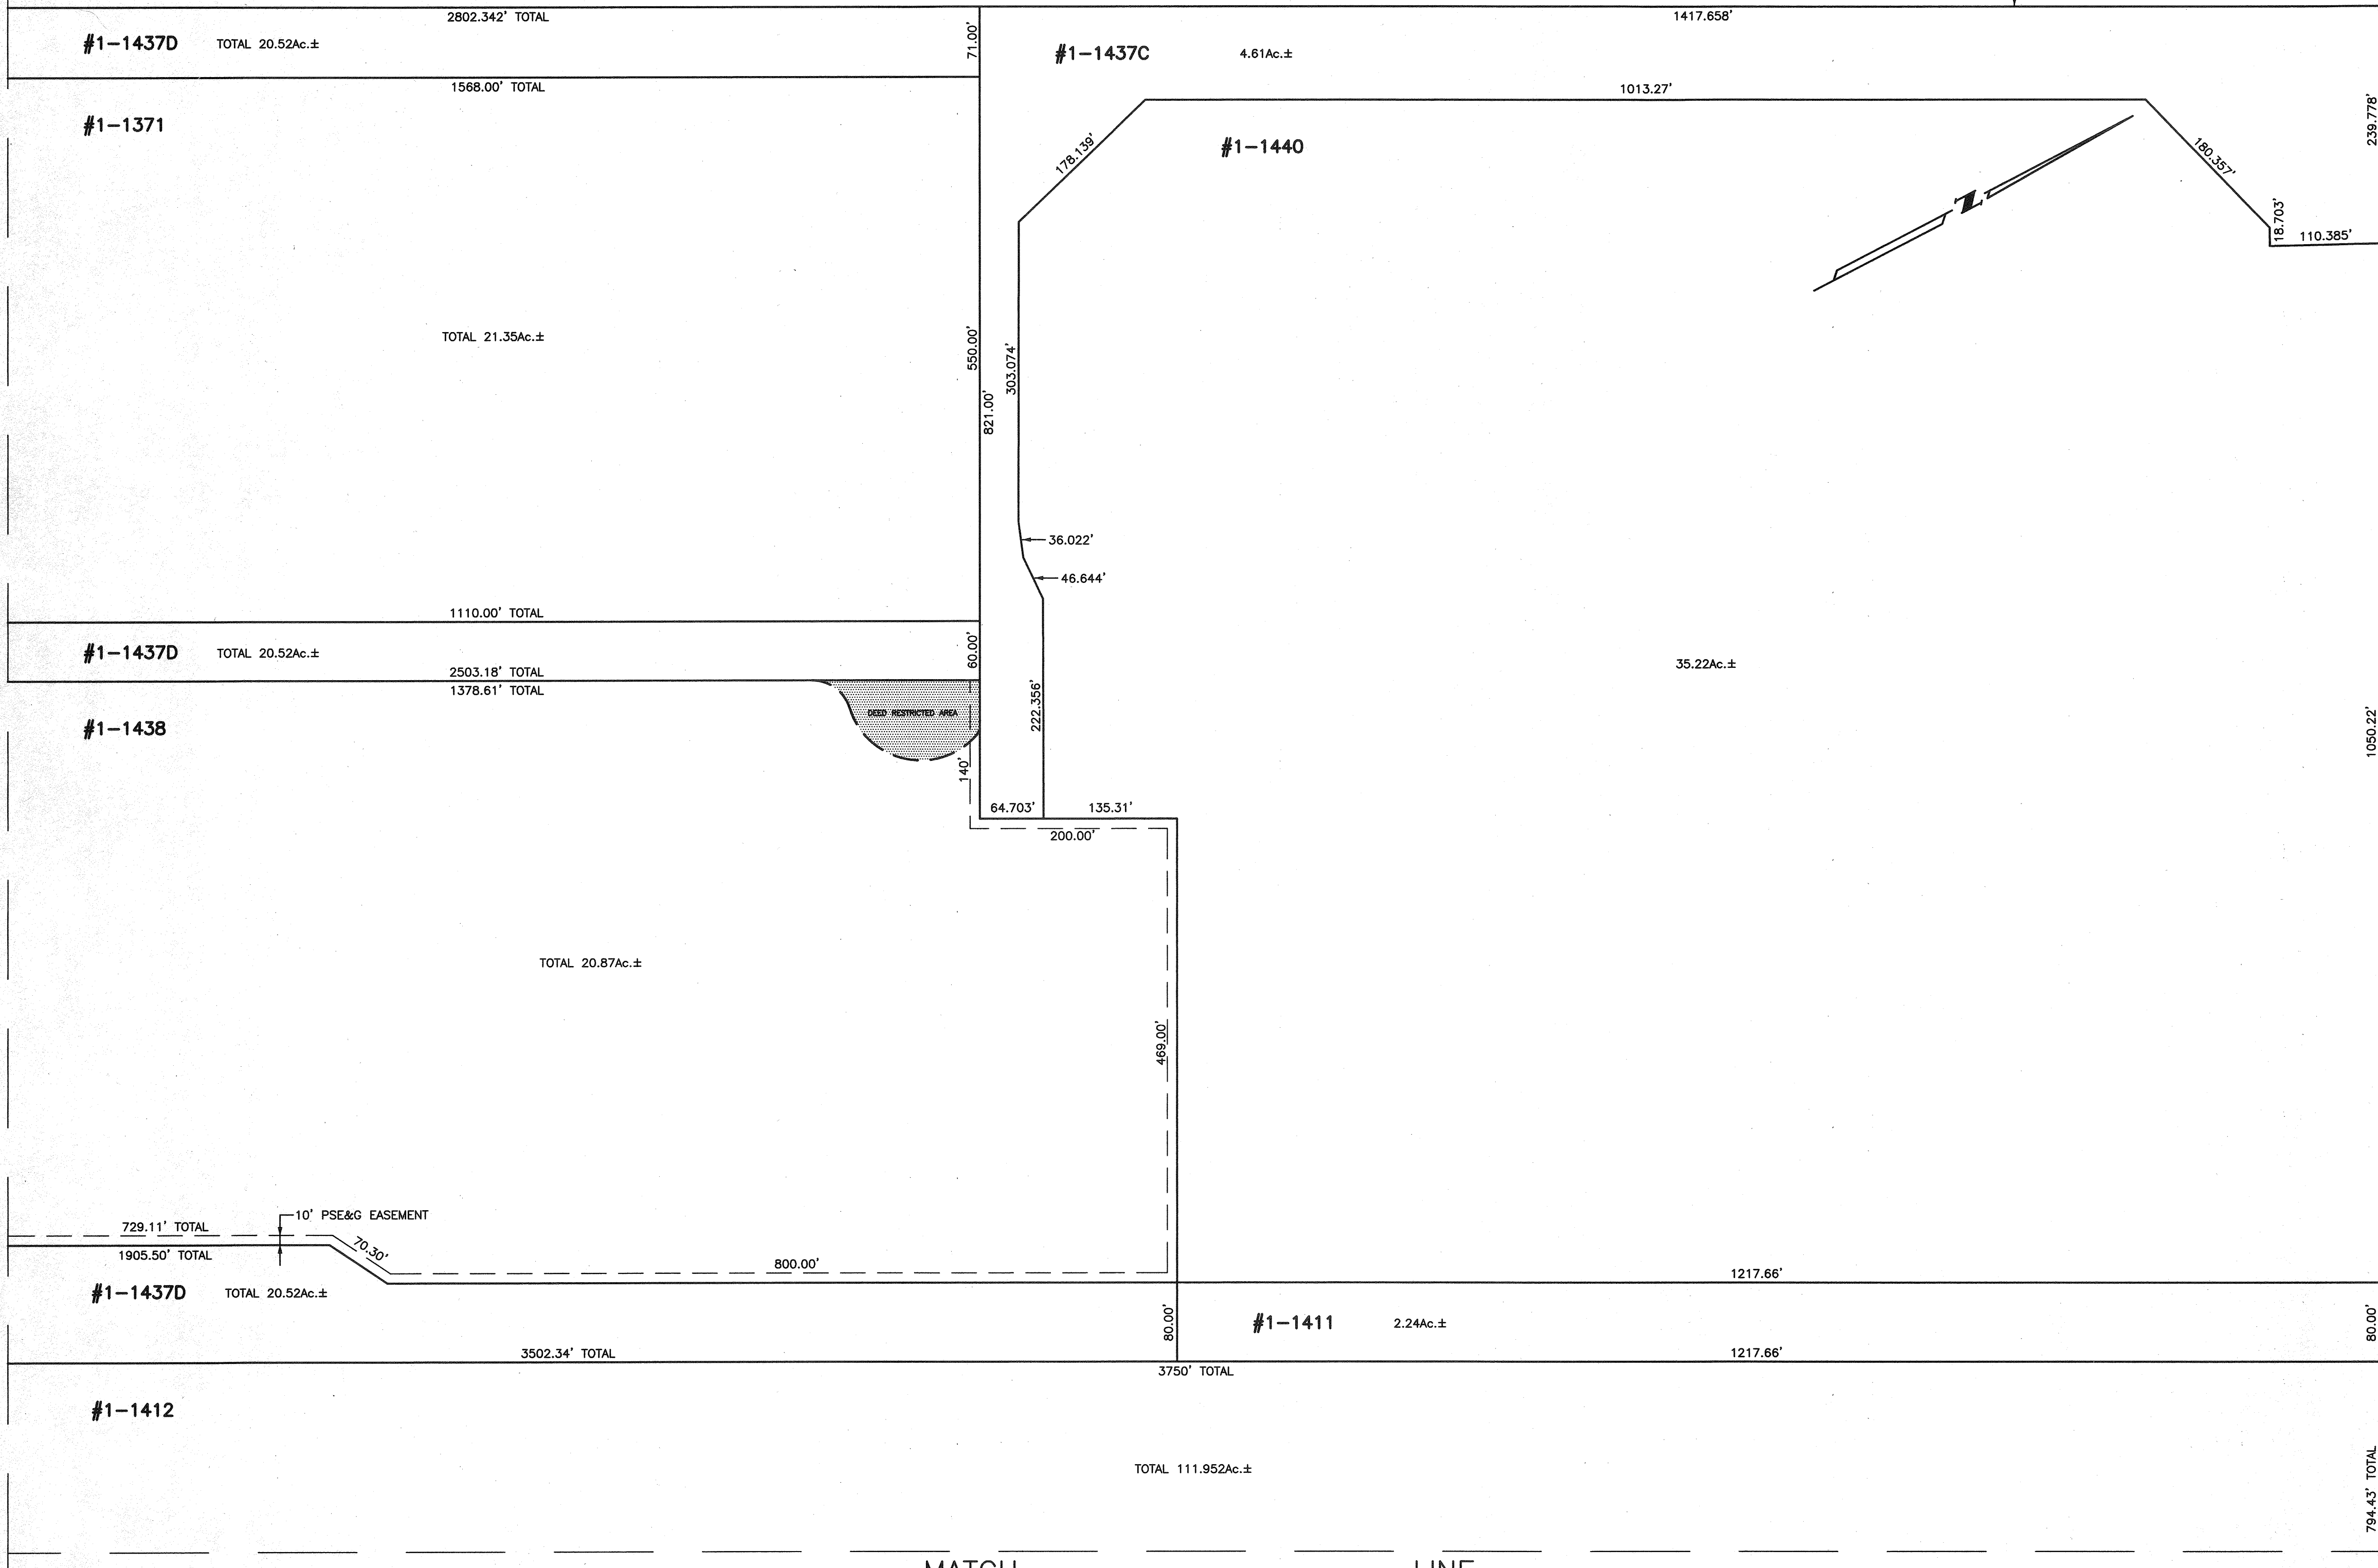 2802.342' TOTAL
1417.658'
#1-1437D TOTAL 20.52Ac.±
71.00'
#1-1437C 4.61Ac.±
1568.00' TOTAL
1013.27'
239.778'
#1-1371
#1-1440
178.139'
180.357'
N
18.703'
110.385'
TOTAL 21.35Ac.±
550.00'
303.074'
821.00'
36.022'
46.644'
1110.00' TOTAL
#1-1437D TOTAL 20.52Ac.±
60.00'
35.22Ac.±
2503.18' TOTAL
1378.61' TOTAL
#1-1438
DEED RESTRICTED AREA
222.356'
1050.22'
140'
64.703'
135.31'
200.00'
TOTAL 20.87Ac.±
469.00'
10' PSE&G EASEMENT
729.11' TOTAL
1905.50' TOTAL
70.30'
800.00'
1217.66'
#1-1437D TOTAL 20.52Ac.±
80.00'
#1-1411 2.24Ac.±
80.00'
3502.34' TOTAL
1217.66'
3750' TOTAL
#1-1412
TOTAL 111.952Ac.±
794.43' TOTAL
MATCH LINE